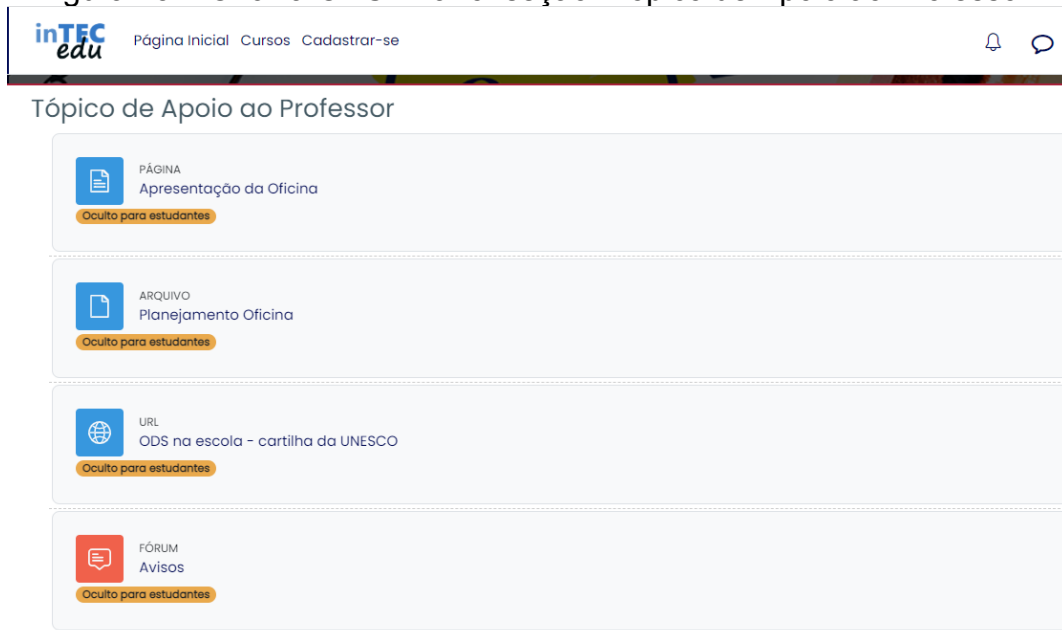 inTEC
edu
Página Inicial Cursos Cadastrar-se
Tópico de Apoio ao Professor
PÁGINA
Apresentação da Oficina
Oculto para estudantes
ARQUIVO
Planejamento Oficina
Oculto para estudantes
URL
ODS na escola - cartilha da UNESCO
Oculto para estudantes
FÓRUM
Avisos
Oculto para estudantes